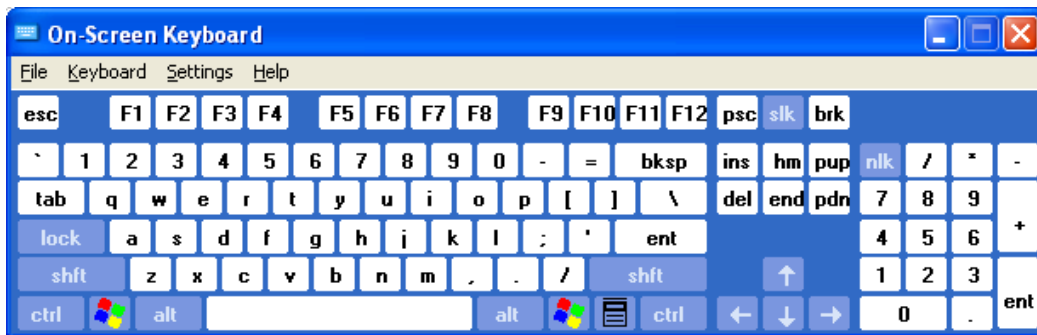 On-Screen Keyboard
File Keyboard Settings Help
esc F1 F2 F3 F4 F5 F6 F7 F8 F9 F10 F11 F12 psc slk brk
` 1 2 3 4 5 6 7 8 9 0 - = bksp ins hm pup nlk / * -
tab q w e r t y u i o p [ ] \ del end pdn 7 8 9 +
lock a s d f g h j k l ; ' ent 4 5 6
shft z x c v b n m , . / shft ↑ 1 2 3 ent
ctrl alt alt ctrl ← ↓ → 0 .